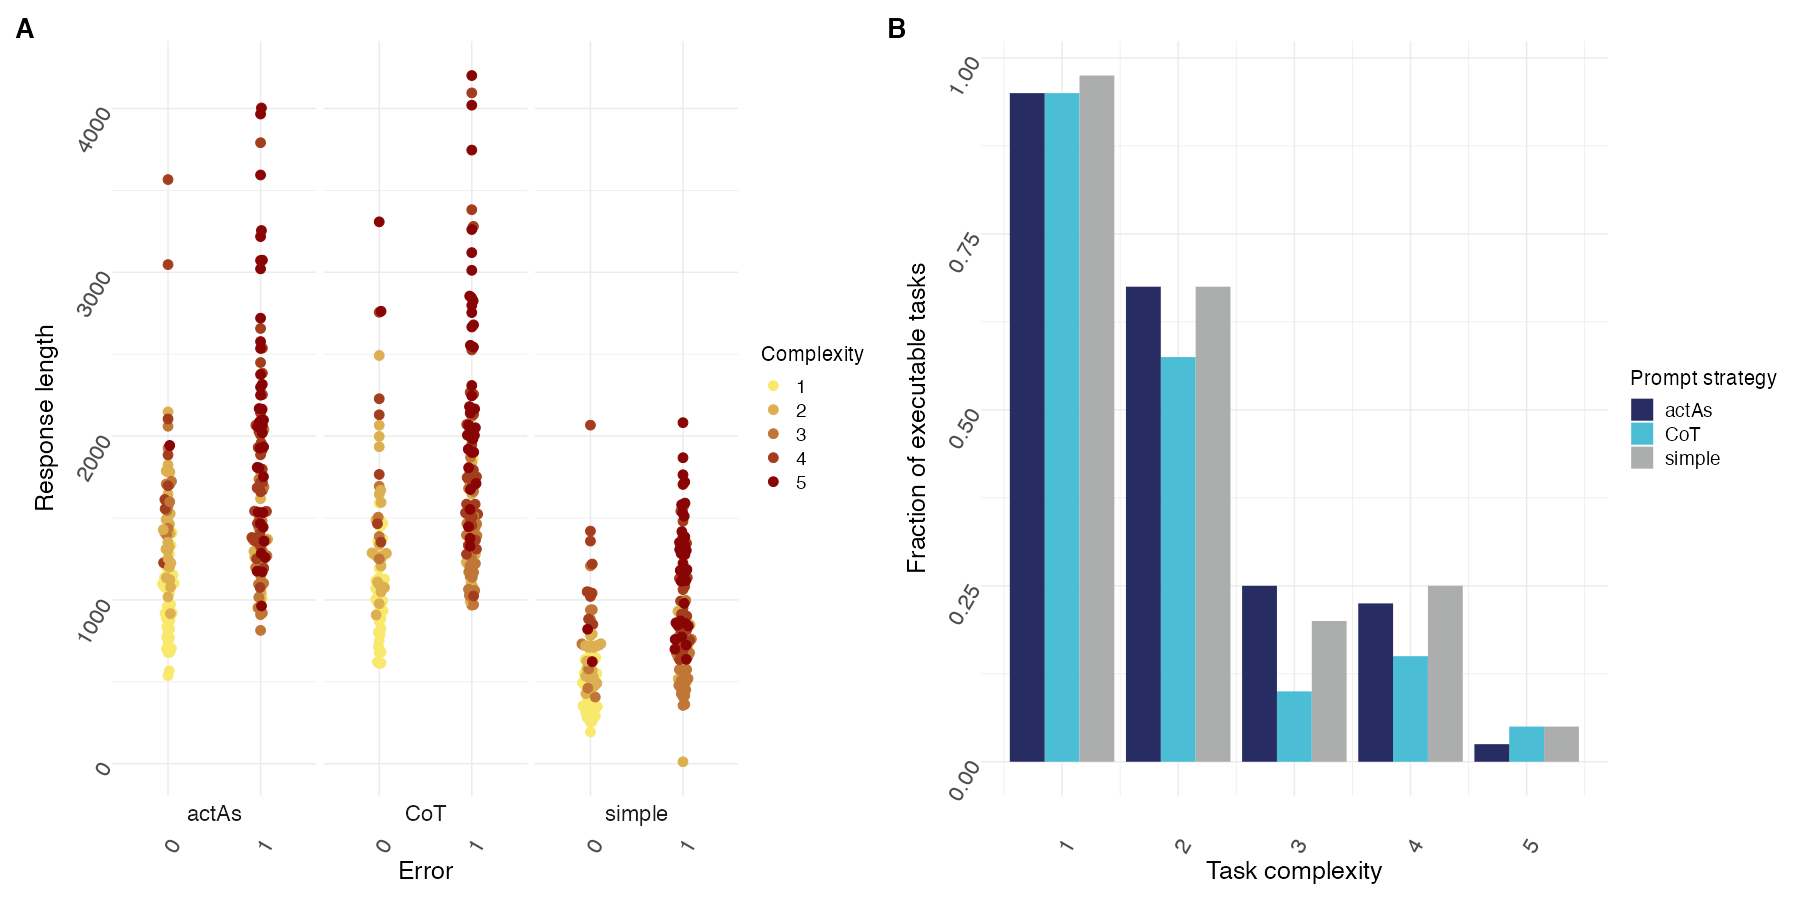 A
Response length
4000
3000
2000
1000
0
actAs
CoT
simple
0
1
0
1
0
1
Error
Complexity
1
2
3
4
5
B
Fraction of executable tasks
1.00
0.75
0.50
0.25
0.00
1
2
3
4
5
Task complexity
Prompt strategy
actAs
CoT
simple